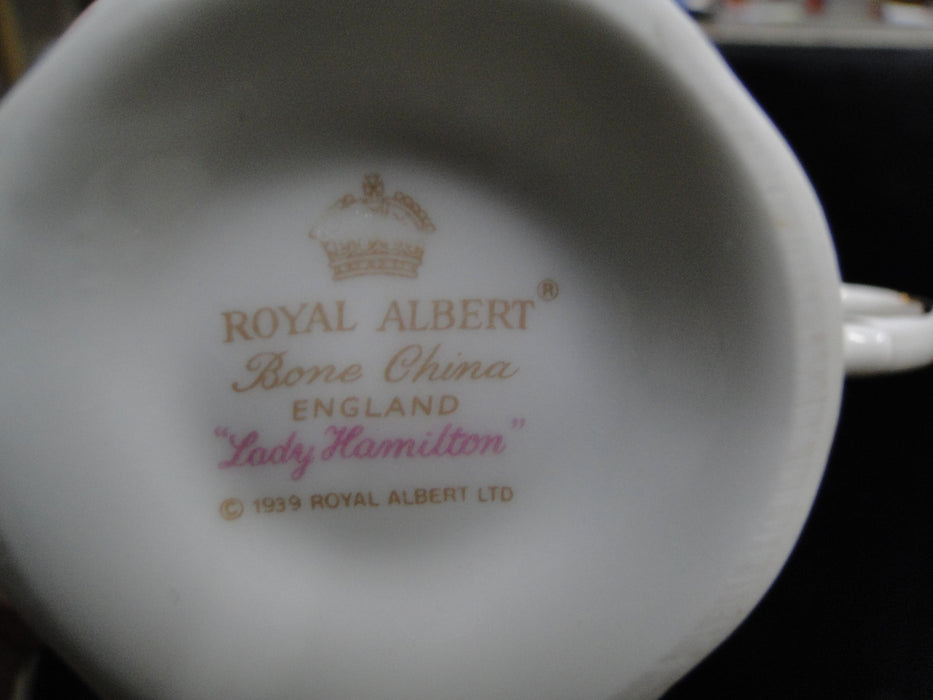 ROYAL ALBERT®
Bone China
ENGLAND
"Lady Hamilton"
© 1939 ROYAL ALBERT LTD